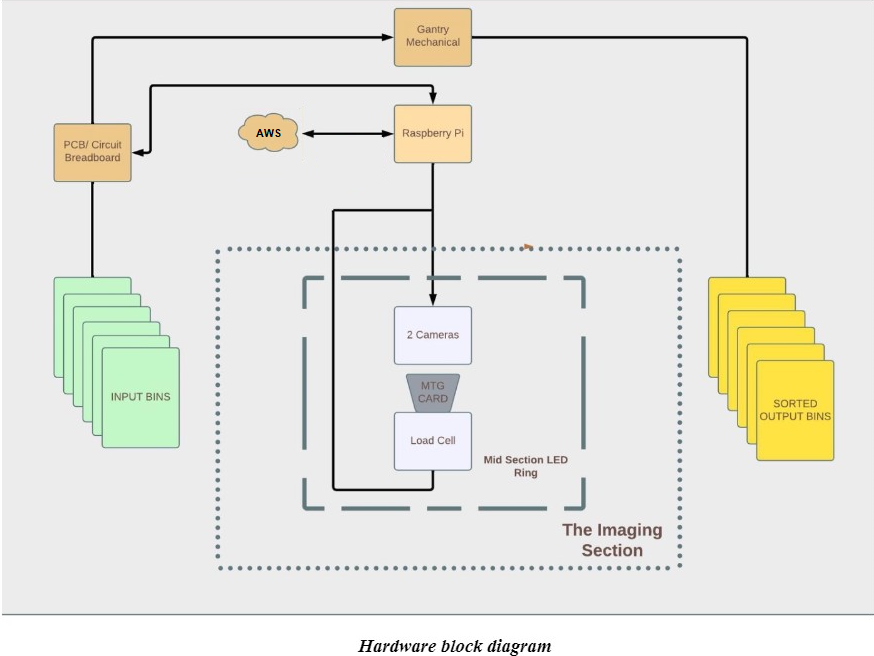 Gantry
Mechanical
PCB/ Circuit
Breadboard
AWS
Raspberry Pi
2 Cameras
MTG
CARD
Load Cell
INPUT BINS
SORTED
OUTPUT BINS
Mid Section LED
Ring
The Imaging
Section
Hardware block diagram